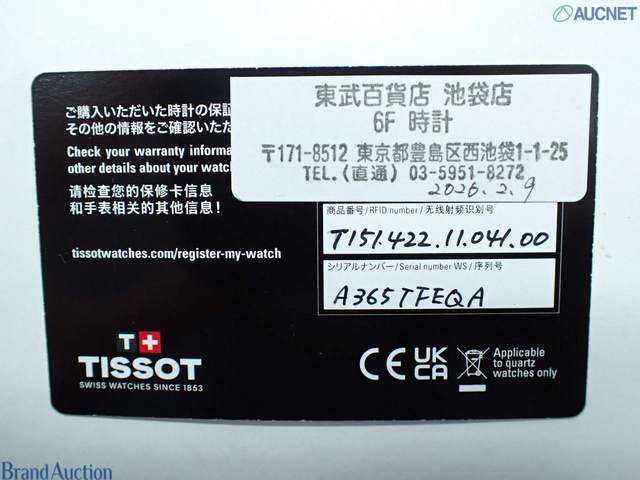 AUCNET
東武百貨店 池袋店
6F 時計
〒171-8512 東京都豊島区西池袋1-1-25
TEL.(直通) 03-5951-8272
2026.2.9
ご購入いただいた時計の保証
その他の情報をご確認いただ
Check your warranty informa
other details about your watc
请检查您的保修卡信息
和手表相关的其他信息!
tissotwatches.com/register-my-watch
商品番号/RFID number/无线射频识别号
T151.422.11.041.00
シリアルナンバー/Serial number WS/序列号
A365TFEQA
T+
TISSOT
SWISS WATCHES SINCE 1853
CE UK CA
Applicable
to quartz
watches only
Brand Auction